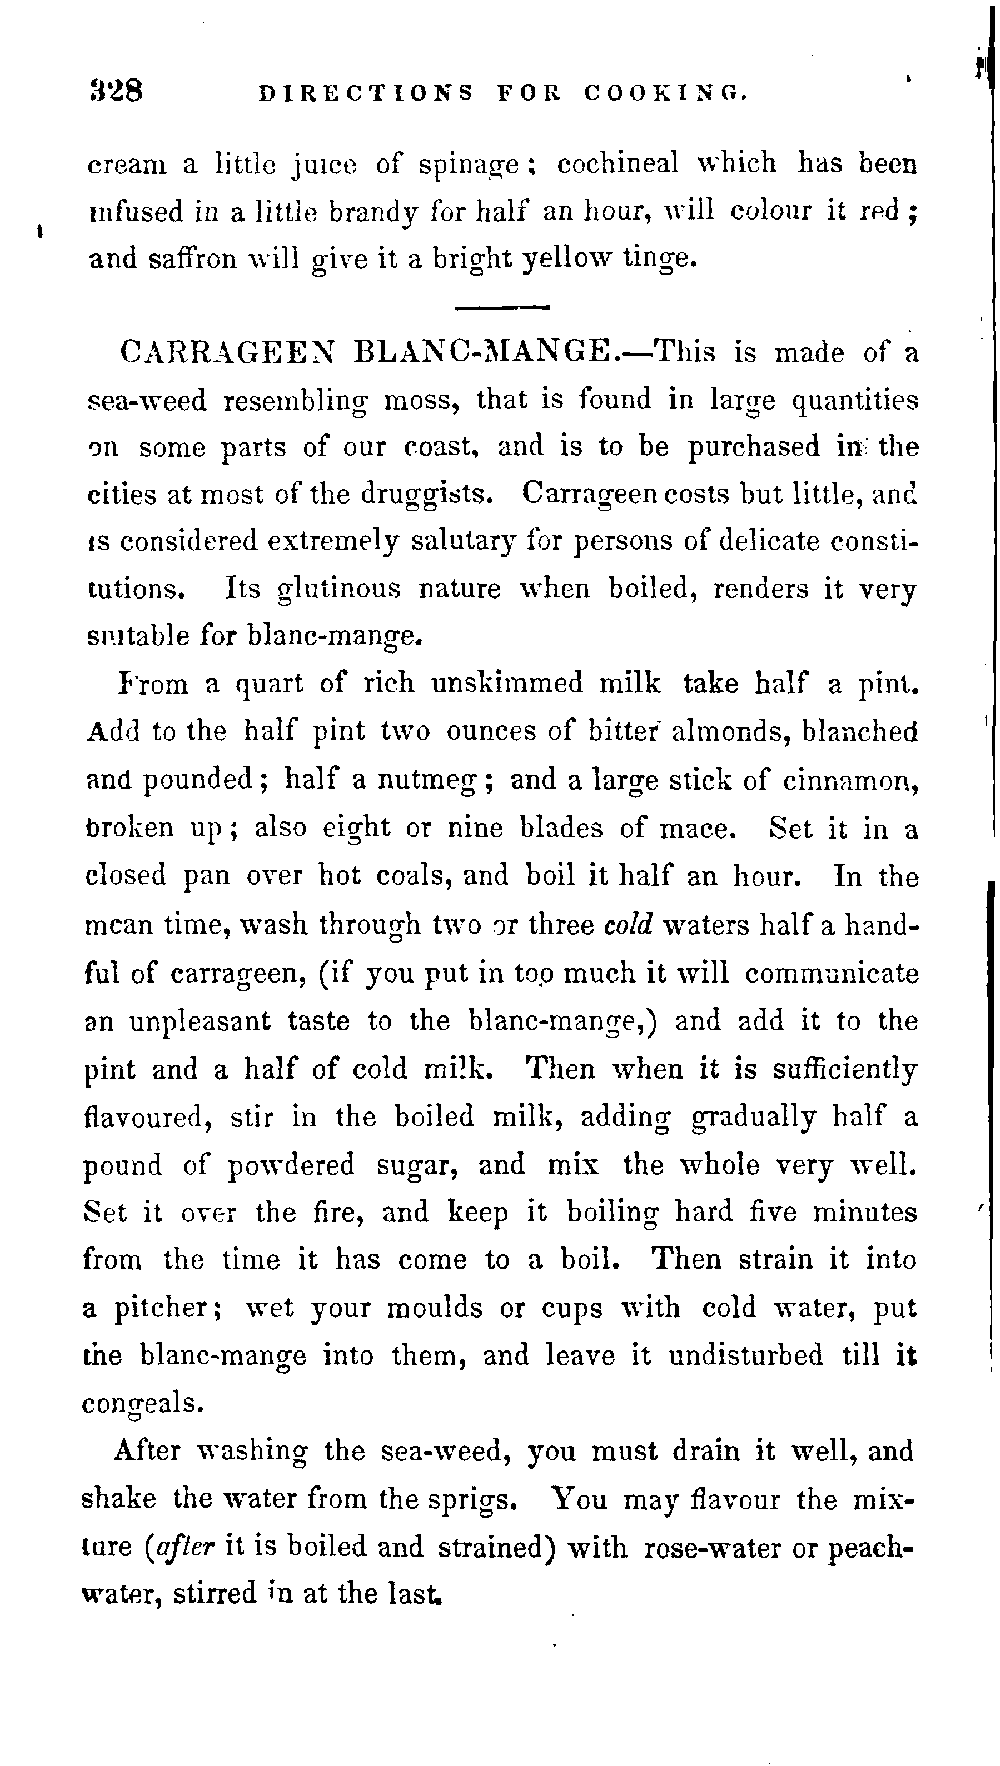 328 DIRECTIONS FOR COOKING.
cream a little juice of spinage; cochineal which has been
infused in a little brandy for half an hour, will colour it red;
and saffron will give it a bright yellow tinge.
CARRAGEEN BLANC-MANGE.—This is made of a
sea-weed resembling moss, that is found in large quantities
on some parts of our coast, and is to be purchased in the
cities at most of the druggists. Carrageen costs but little, and
is considered extremely salutary for persons of delicate consti-
tutions. Its glutinous nature when boiled, renders it very
suitable for blanc-mange.
From a quart of rich unskimmed milk take half a pint.
Add to the half pint two ounces of bitter almonds, blanched
and pounded; half a nutmeg; and a large stick of cinnamon,
broken up; also eight or nine blades of mace. Set it in a
closed pan over hot coals, and boil it half an hour. In the
mean time, wash through two or three cold waters half a hand-
ful of carrageen, (if you put in too much it will communicate
an unpleasant taste to the blanc-mange,) and add it to the
pint and a half of cold milk. Then when it is sufficiently
flavoured, stir in the boiled milk, adding gradually half a
pound of powdered sugar, and mix the whole very well.
Set it over the fire, and keep it boiling hard five minutes
from the time it has come to a boil. Then strain it into
a pitcher; wet your moulds or cups with cold water, put
the blanc-mange into them, and leave it undisturbed till it
congeals.
After washing the sea-weed, you must drain it well, and
shake the water from the sprigs. You may flavour the mix-
ture (after it is boiled and strained) with rose-water or peach-
water, stirred in at the last.